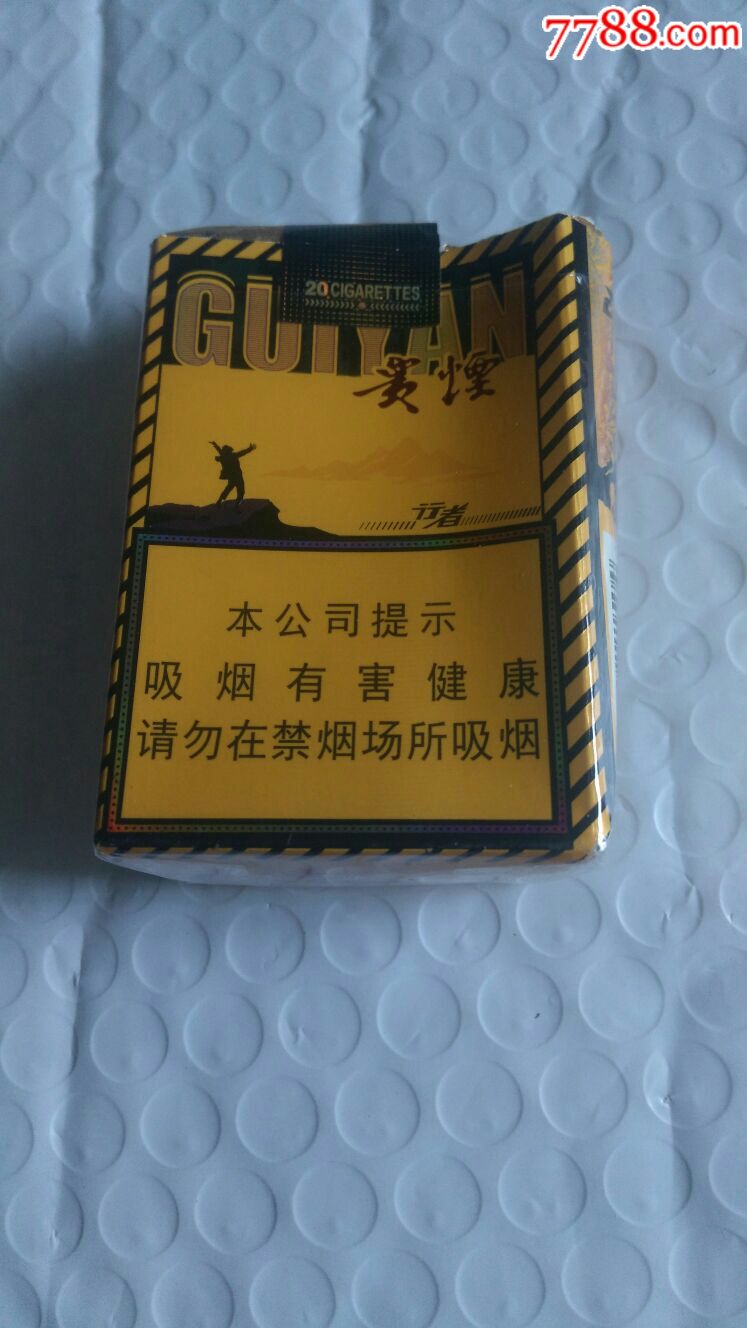 7788.com
20 CIGARETTES
GUIYAN
贵煙
行者
本公司提示
吸烟有害健康
请勿在禁烟场所吸烟